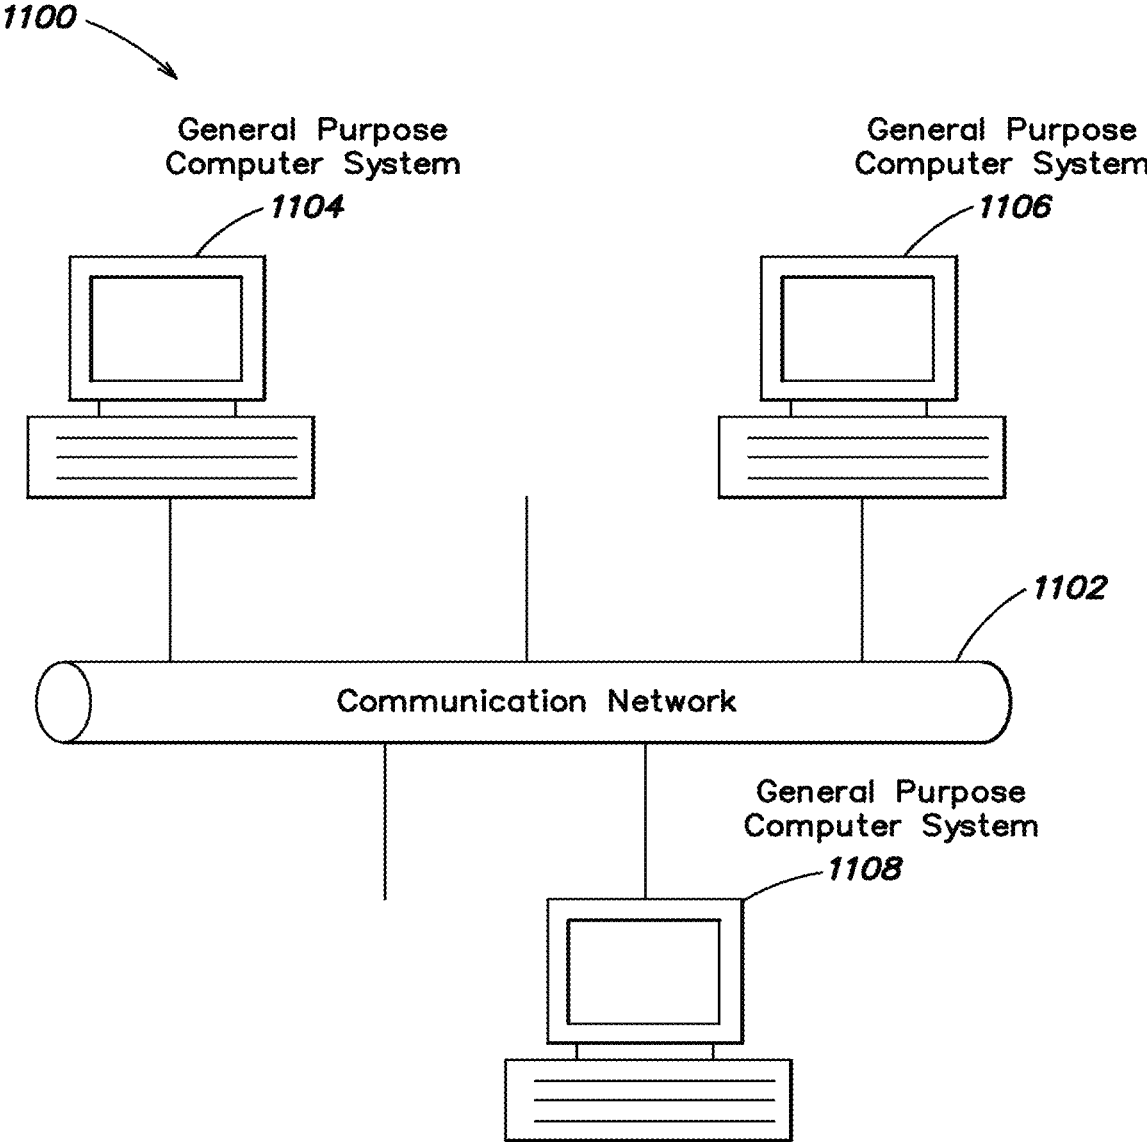 1100
General Purpose
Computer System
1104
General Purpose
Computer System
1106
1102
Communication Network
General Purpose
Computer System
1108